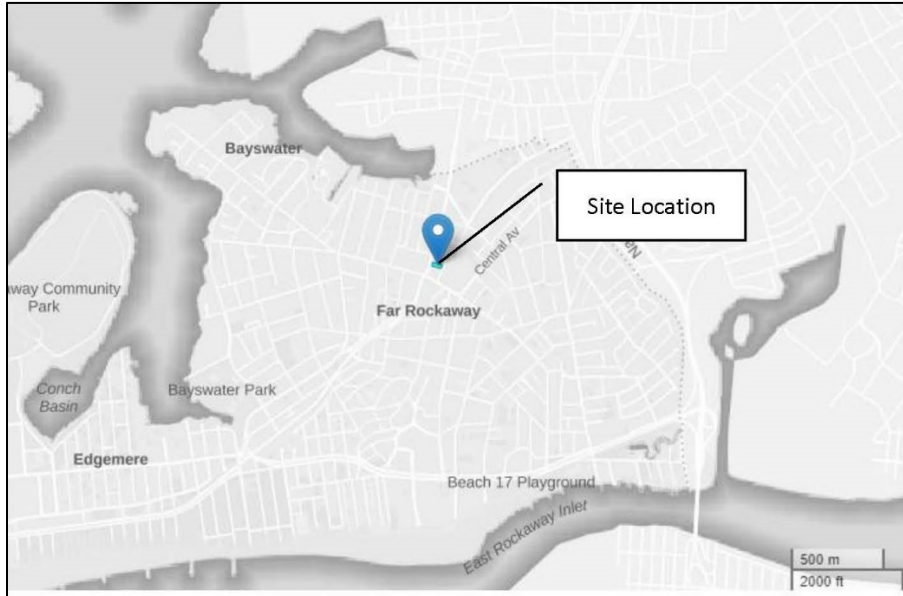 Bayswater
Site Location
Central Av
away Community
Park
Far Rockaway
Conch
Basin
Bayswater Park
Edgemere
Beach 17 Playground
East Rockaway Inlet
500 m
2000 ft